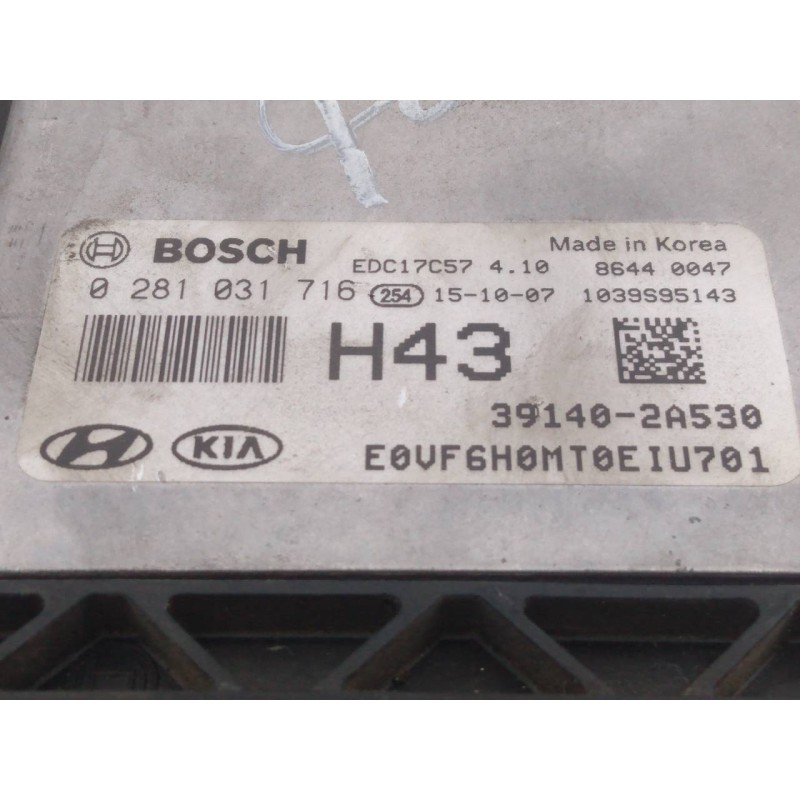 BOSCH
EDC17C57 4.10
Made in Korea
8644 0047
0 281 031 716
254
15-10-07
1039S95143
H43
39140-2A530
KIA
E0VF6H0MT0EIU701